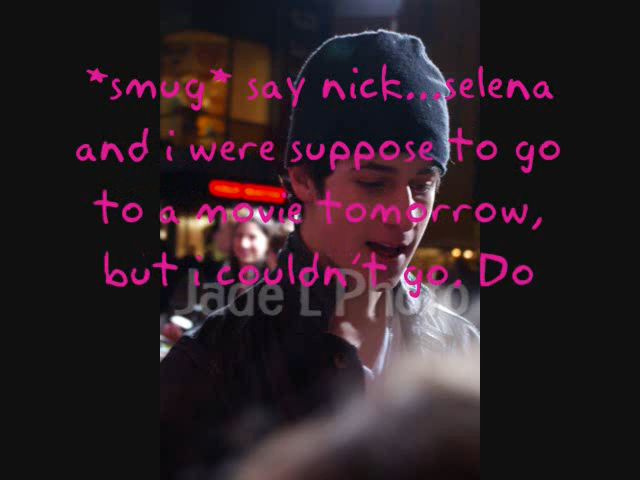 *smug* say nick...selena
and i were suppose to go
to a movie tomorrow,
but i couldn't go. Do
Jade L Photo